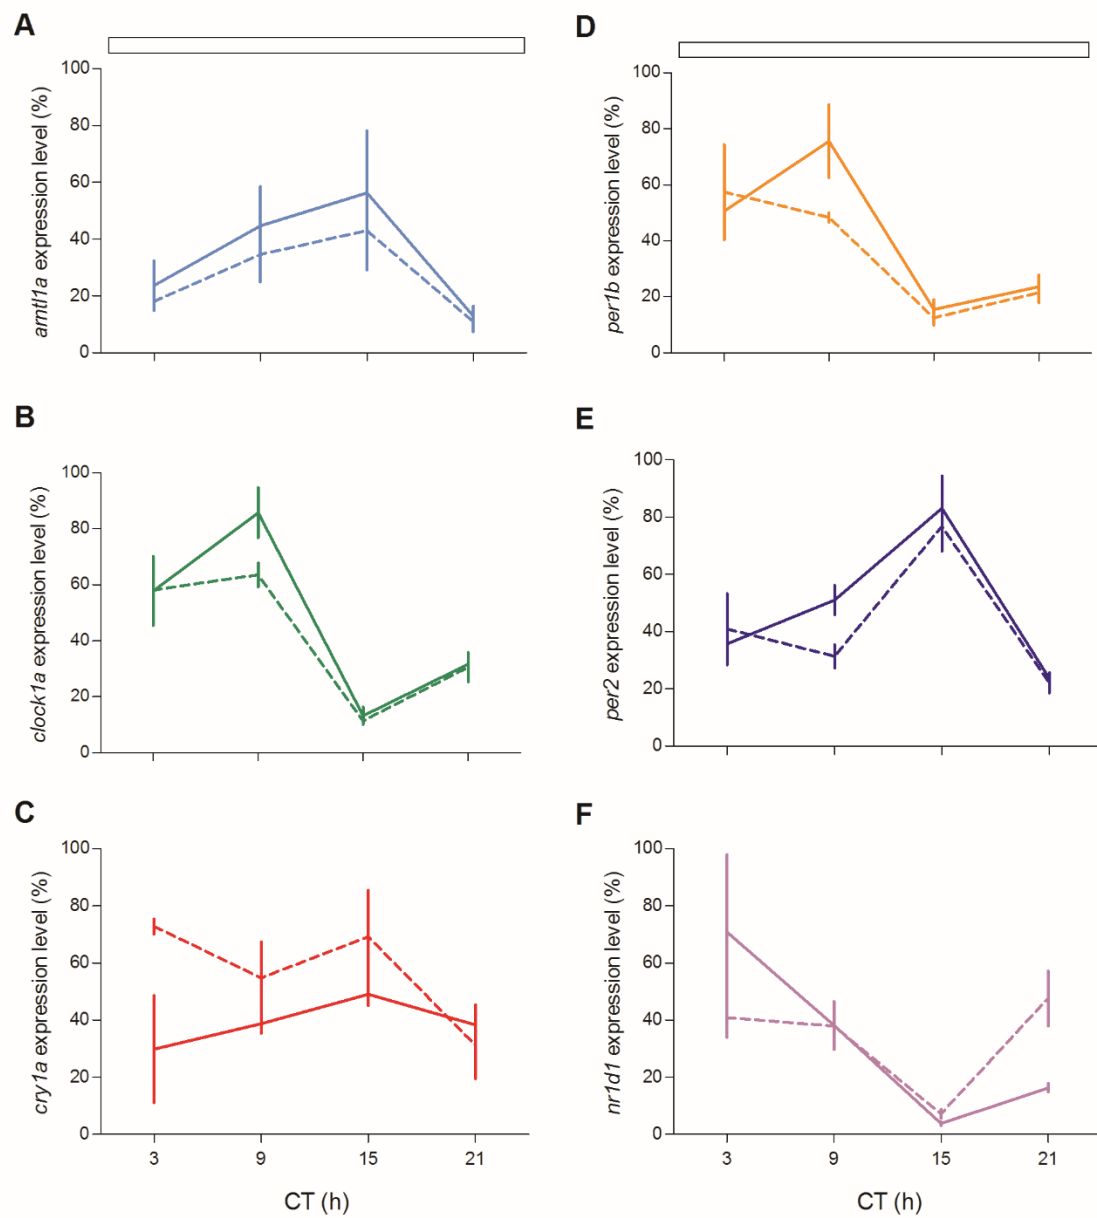 A
amtl1a expression level (%)
100
80
60
40
20
0
B
clock1a expression level (%)
100
80
60
40
20
0
C
cry1a expression level (%)
100
80
60
40
20
0
3 9 15 21
CT (h)
D
per1b expression level (%)
100
80
60
40
20
0
E
per2 expression level (%)
100
80
60
40
20
0
F
nr1d1 expression level (%)
100
80
60
40
20
0
3 9 15 21
CT (h)